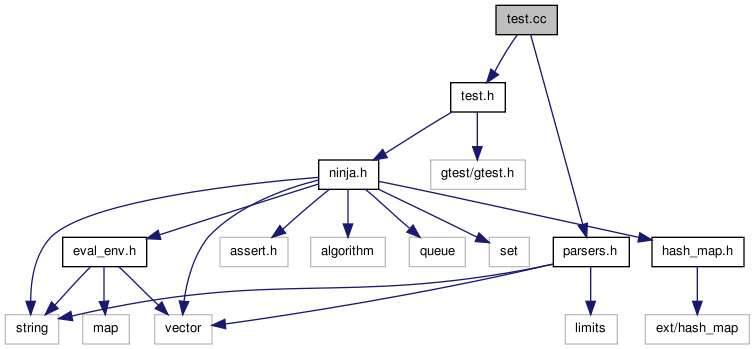 test.cc
test.h
ninja.h
gtest/gtest.h
eval_env.h
assert.h
algorithm
queue
set
parsers.h
hash_map.h
string
map
vector
limits
ext/hash_map